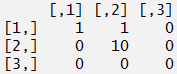 [,1] [,2] [,3]
[1,] 1 1 0
[2,] 0 10 0
[3,] 0 0 0